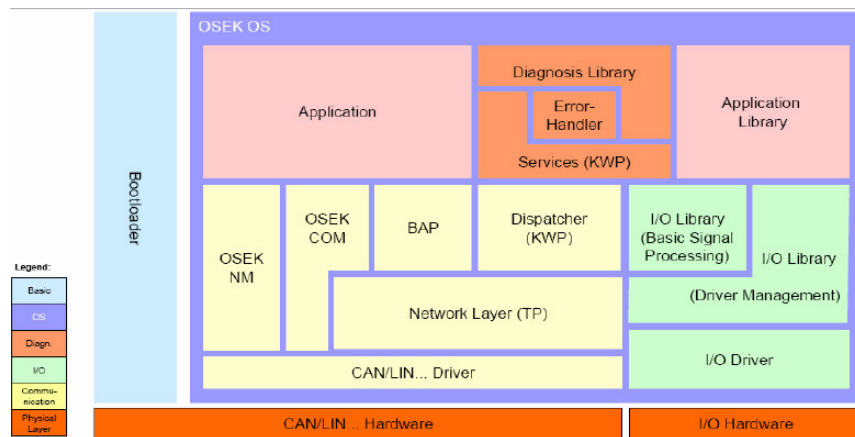 OSEK OS
Application
Diagnosis Library
Error-
Handler
Services (KWP)
Application
Library
Bootloader
OSEK
NM
OSEK
COM
BAP
Dispatcher
(KWP)
I/O Library
(Basic Signal
Processing)
I/O Library
(Driver Management)
Network Layer (TP)
CAN/LIN... Driver
I/O Driver
CAN/LIN... Hardware
I/O Hardware
Legend:
Basic
OS
Diagn.
I/O
Commu-
nication
Physical
Layer